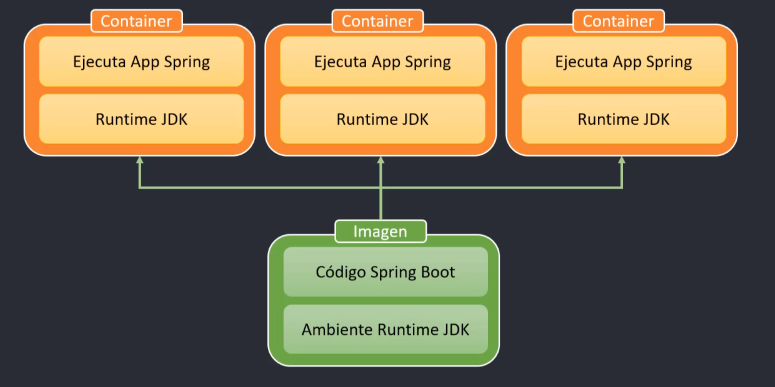 Container
Container
Container
Ejecuta App Spring
Ejecuta App Spring
Ejecuta App Spring
Runtime JDK
Runtime JDK
Runtime JDK
Imagen
Código Spring Boot
Ambiente Runtime JDK